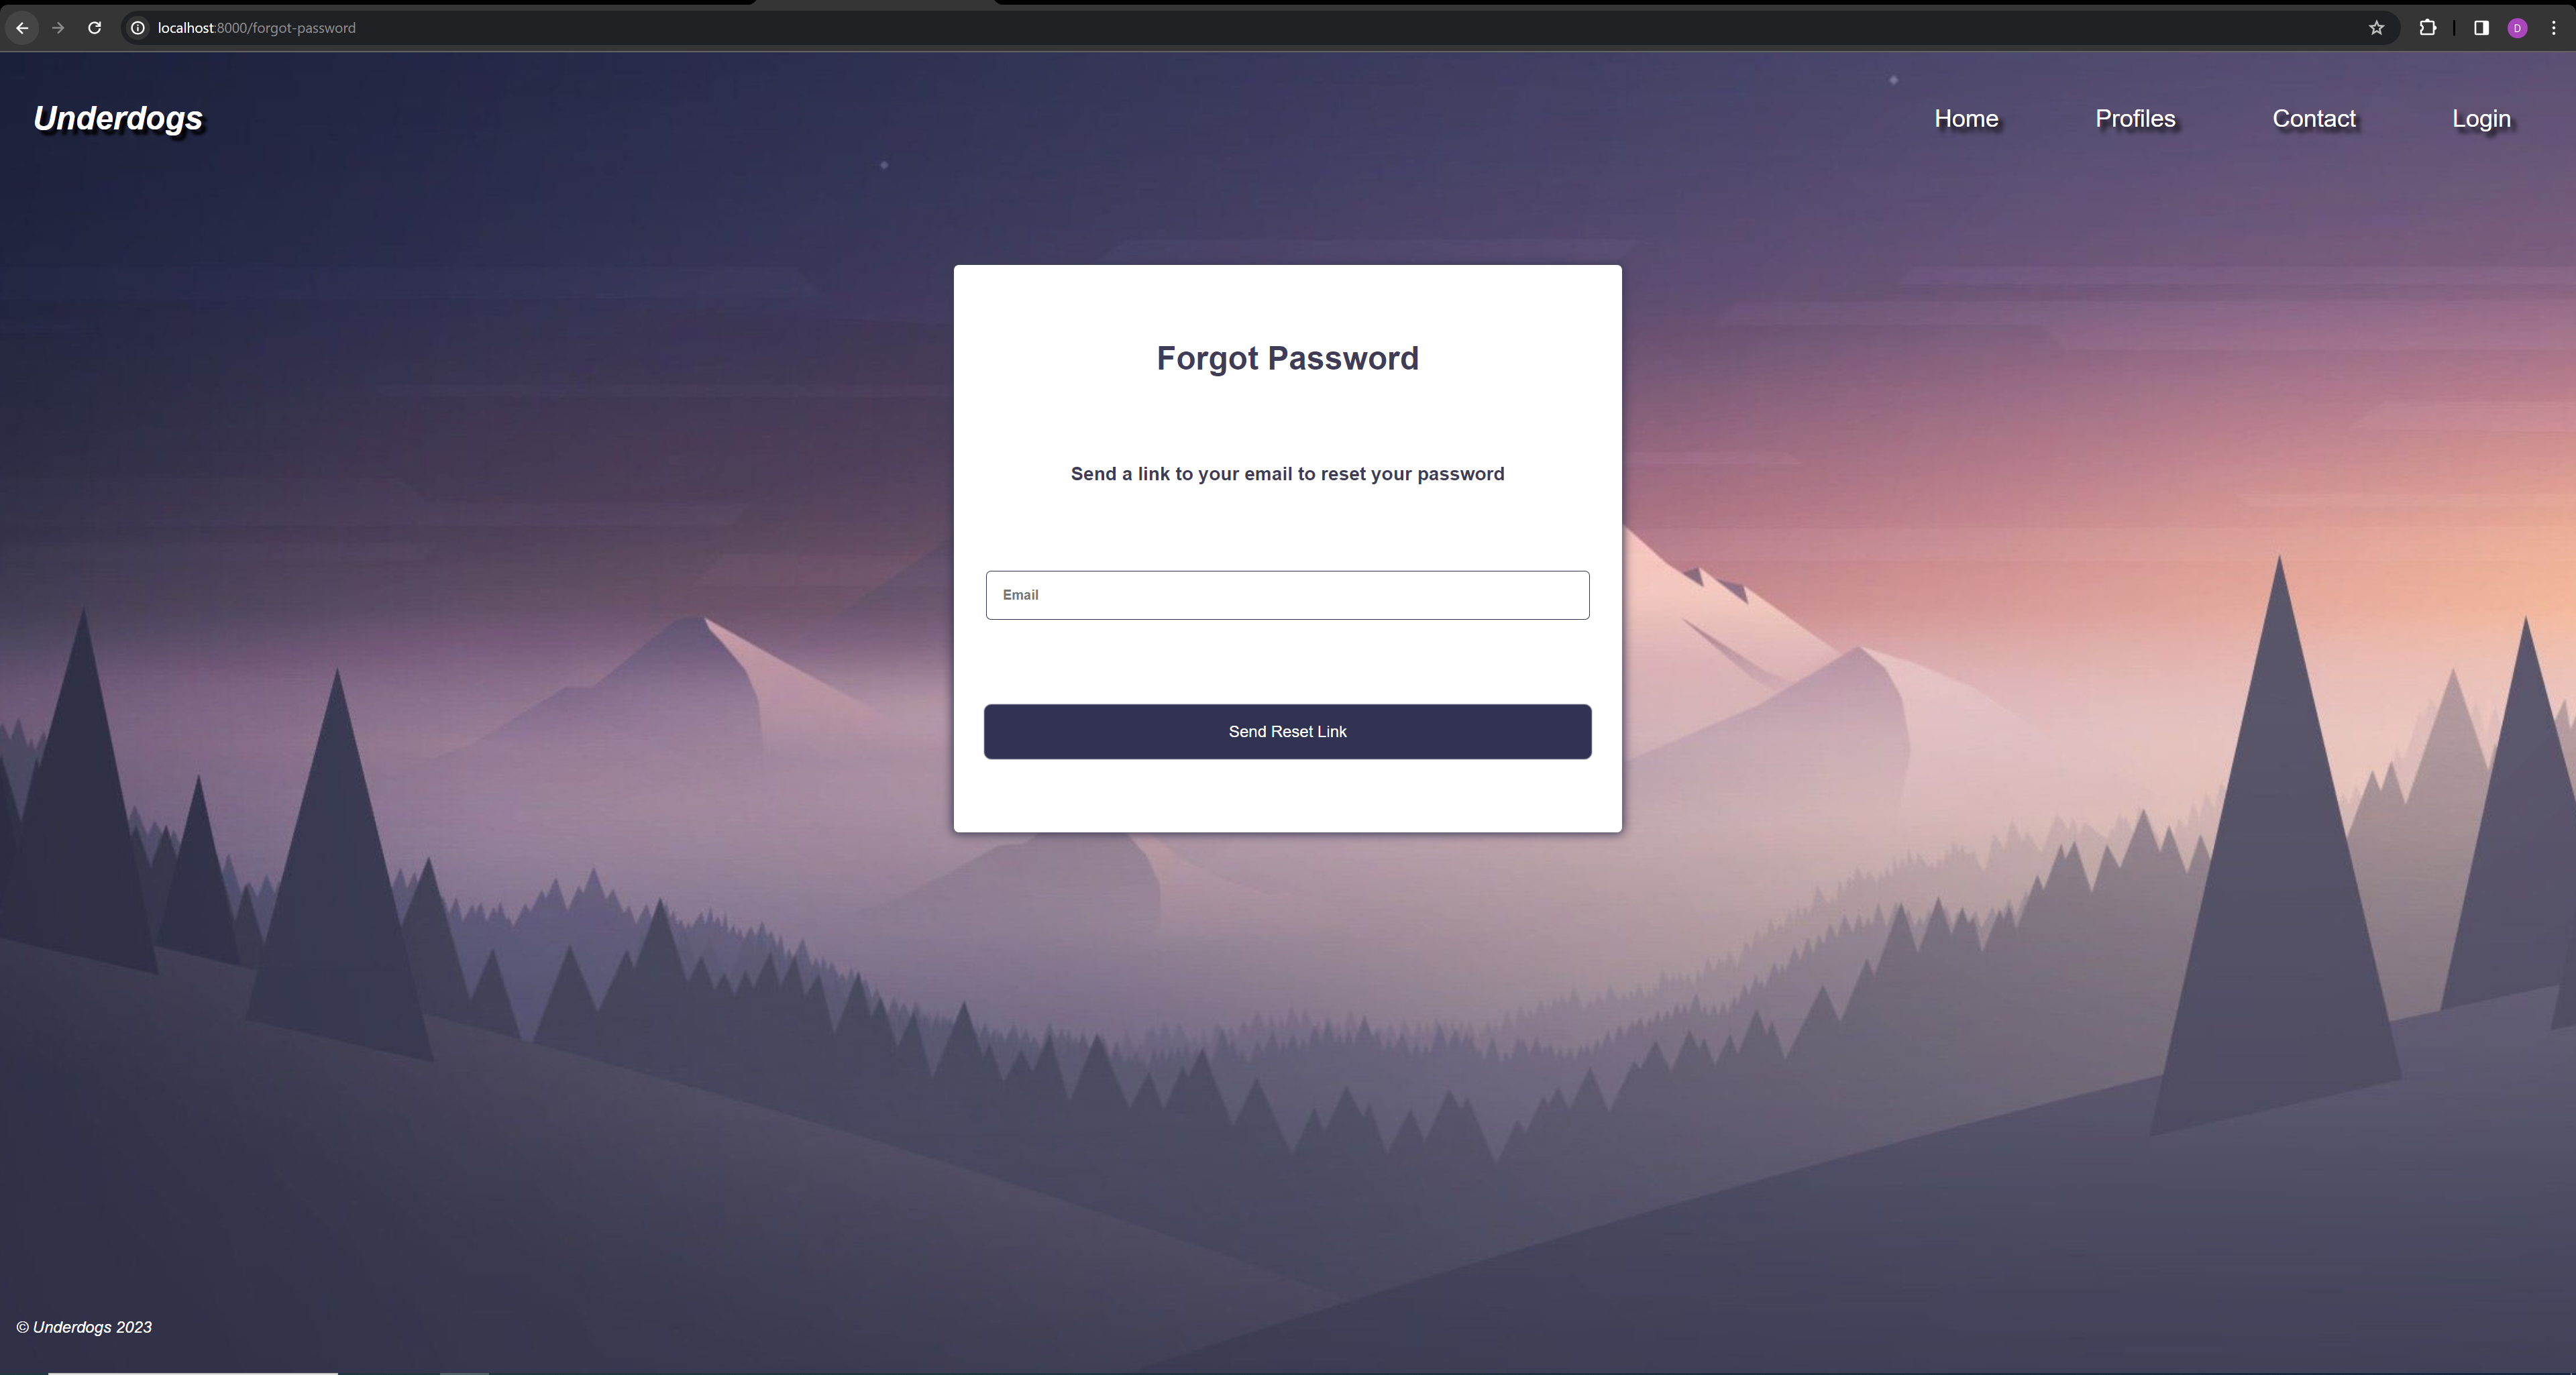 localhost:8000/forgot-password
D
Underdogs
Home Profiles Contact Login
Forgot Password
Send a link to your email to reset your password
Email
Send Reset Link
© Underdogs 2023